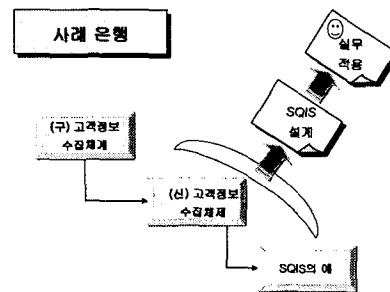 사례 은행
실무
적용
SQIS
설계
(구) 고객정보
수집체계
(신) 고객정보
수집체제
SQIS의 예